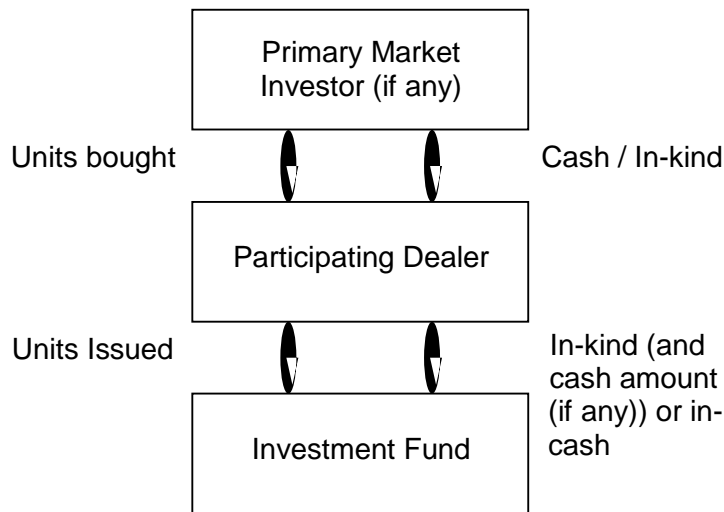 Primary Market
Investor (if any)
Units bought
Cash / In-kind
Participating Dealer
Units Issued
In-kind (and
cash amount
(if any)) or in-
cash
Investment Fund